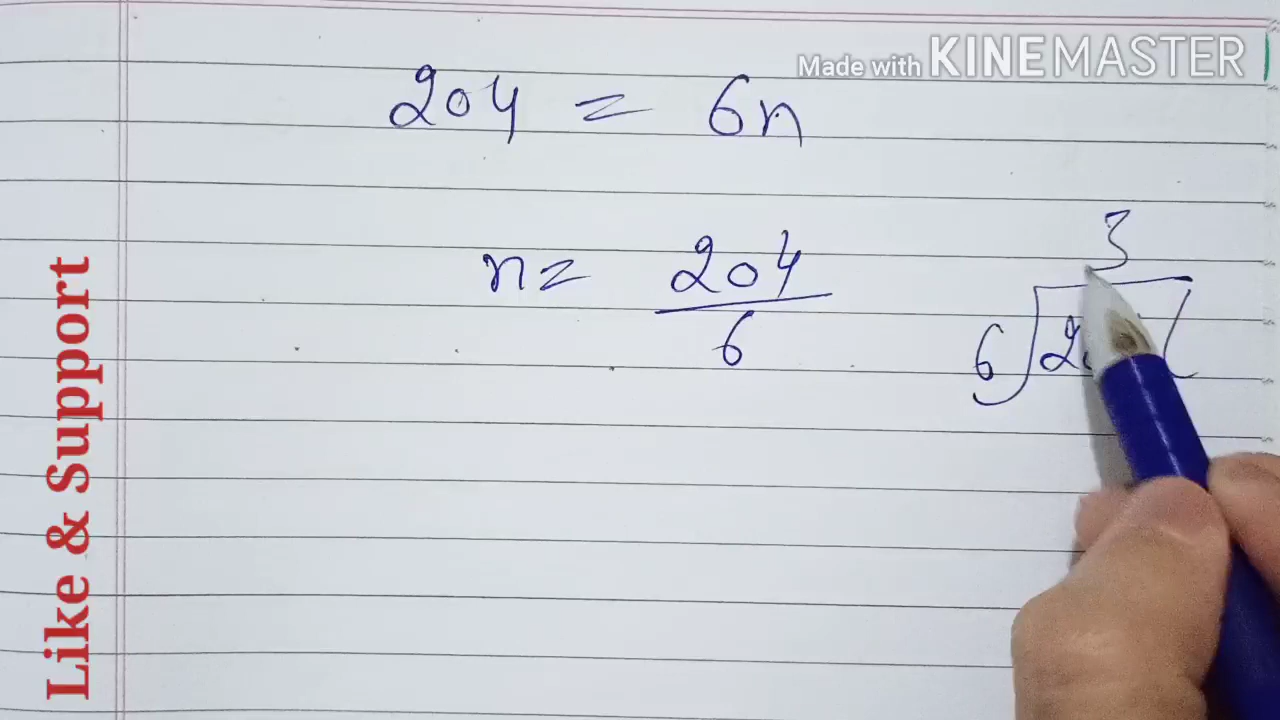 Made with KINEMASTER
204 = 6n
n = 204
6
3
6
Like & Support